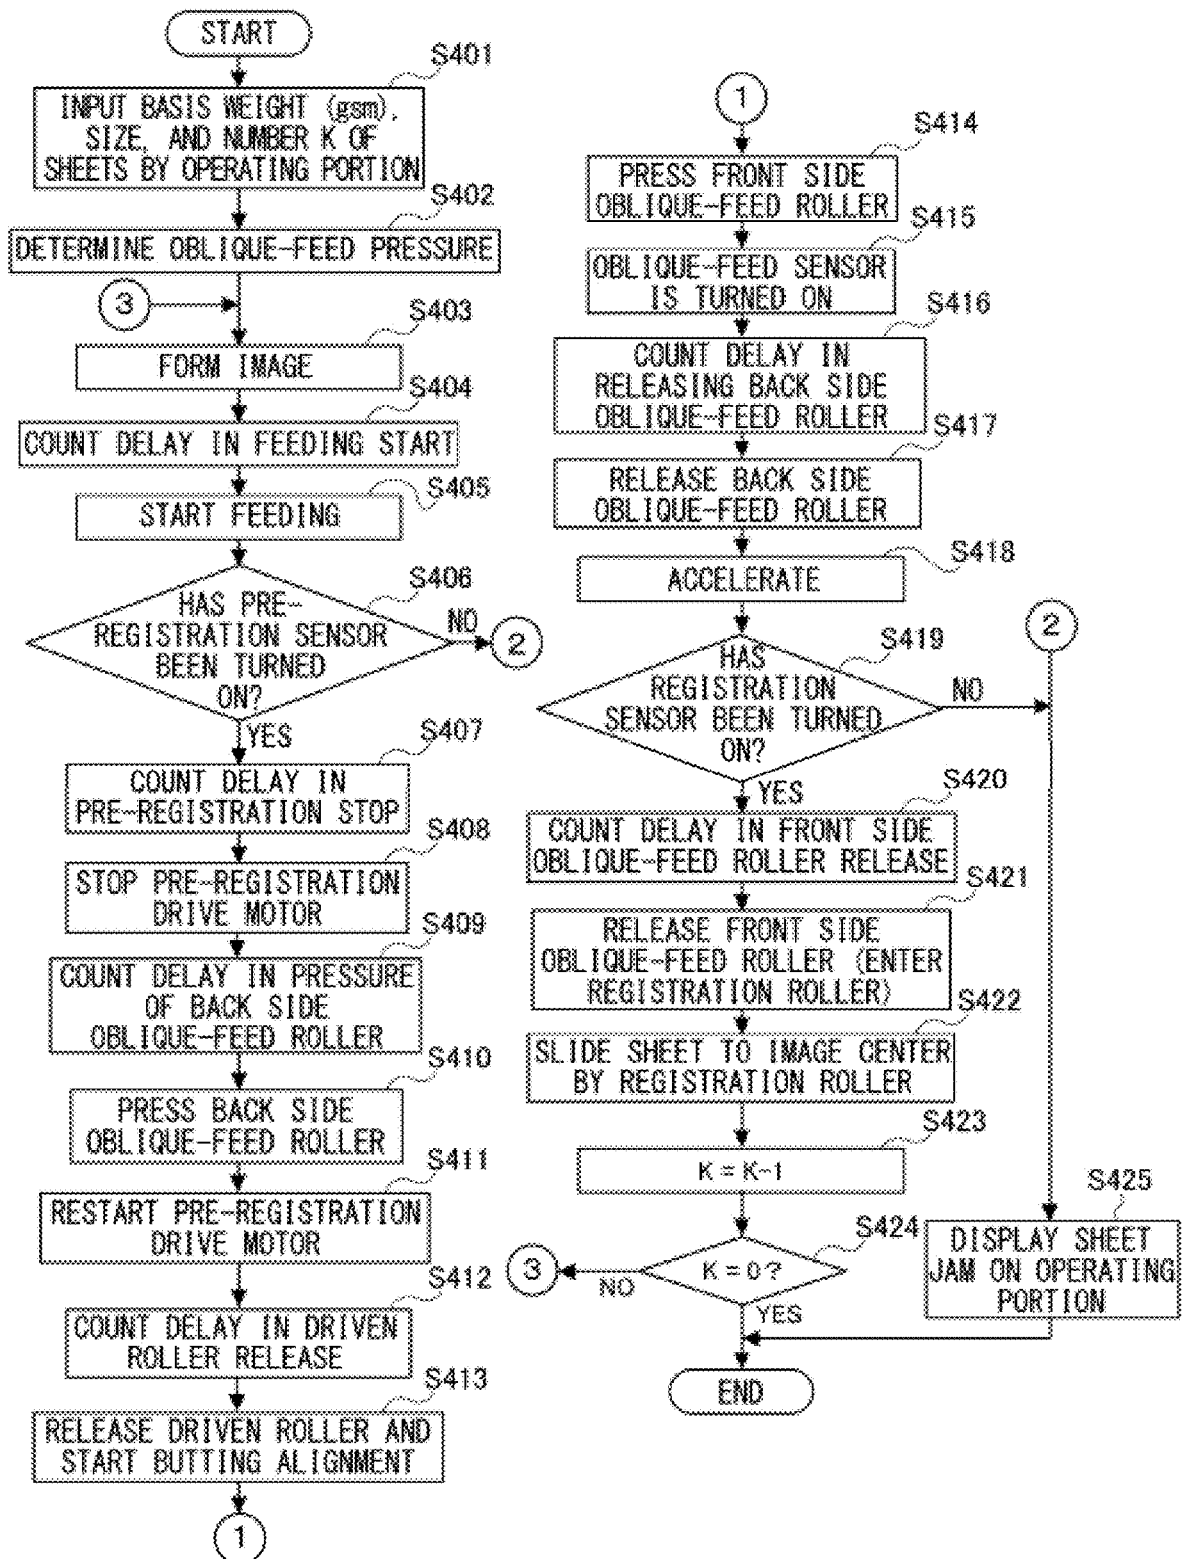 START
S401
INPUT BASIS WEIGHT (gsm),
SIZE, AND NUMBER K OF
SHEETS BY OPERATING PORTION
S402
DETERMINE OBLIQUE-FEED PRESSURE
3
S403
FORM IMAGE
S404
COUNT DELAY IN FEEDING START
S405
START FEEDING
S406
HAS PRE-
REGISTRATION SENSOR
BEEN TURNED
ON?
NO
2
YES
S407
COUNT DELAY IN
PRE-REGISTRATION STOP
S408
STOP PRE-REGISTRATION
DRIVE MOTOR
S409
COUNT DELAY IN PRESSURE
OF BACK SIDE
OBLIQUE-FEED ROLLER
S410
PRESS BACK SIDE
OBLIQUE-FEED ROLLER
S411
RESTART PRE-REGISTRATION
DRIVE MOTOR
S412
COUNT DELAY IN DRIVEN
ROLLER RELEASE
S413
RELEASE DRIVEN ROLLER AND
START BUTTING ALIGNMENT
1
1
S414
PRESS FRONT SIDE
OBLIQUE-FEED ROLLER
S415
OBLIQUE-FEED SENSOR
IS TURNED ON
S416
COUNT DELAY IN
RELEASING BACK SIDE
OBLIQUE-FEED ROLLER
S417
RELEASE BACK SIDE
OBLIQUE-FEED ROLLER
S418
ACCELERATE
2
S419
HAS
REGISTRATION
SENSOR BEEN TURNED
ON?
NO
YES
S420
COUNT DELAY IN FRONT SIDE
OBLIQUE-FEED ROLLER RELEASE
S421
RELEASE FRONT SIDE
OBLIQUE-FEED ROLLER (ENTER
REGISTRATION ROLLER)
S422
SLIDE SHEET TO IMAGE CENTER
BY REGISTRATION ROLLER
S423
K = K-1
S424
K = 0?
NO
3
YES
S425
DISPLAY SHEET
JAM ON OPERATING
PORTION
END